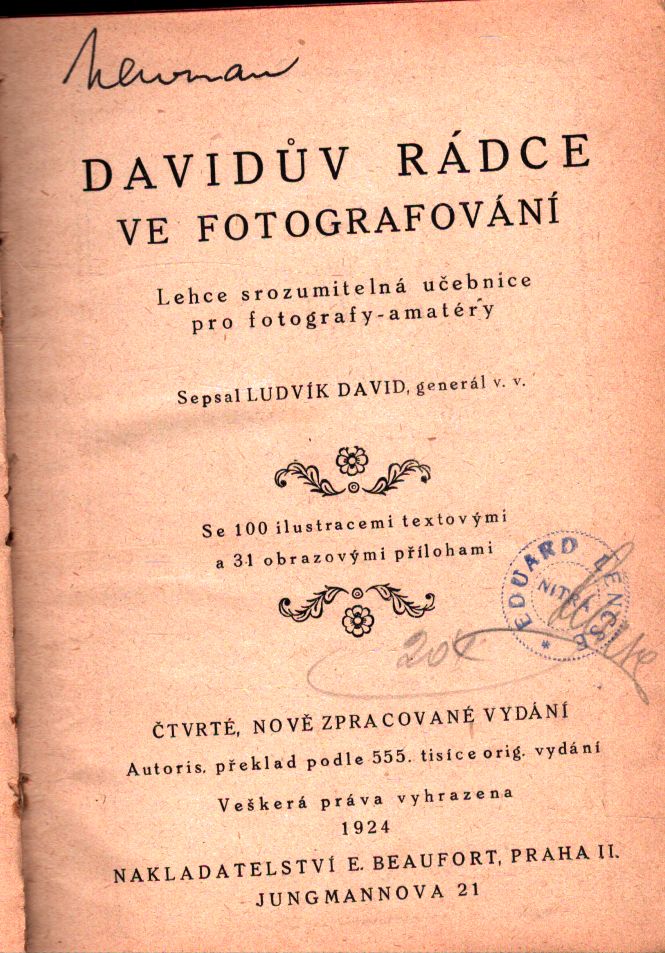 DAVIDŮV RÁDCE
VE FOTOGRAFOVÁNÍ
Lehce srozumitelná učebnice
pro fotografy-amatéry
Sepsal LUDVÍK DAVID, generál v. v.
Se 100 ilustracemi textovými
a 31 obrazovými přílohami
* EDUARD LENCSE
NITRA
ČTVRTÉ, NOVĚ ZPRACOVANÉ VYDÁNÍ
Autoris. překlad podle 555. tisíce orig. vydání
Veškerá práva vyhrazena
1924
NAKLADATELSTVÍ E. BEAUFORT, PRAHA II.
JUNGMANNOVA 21